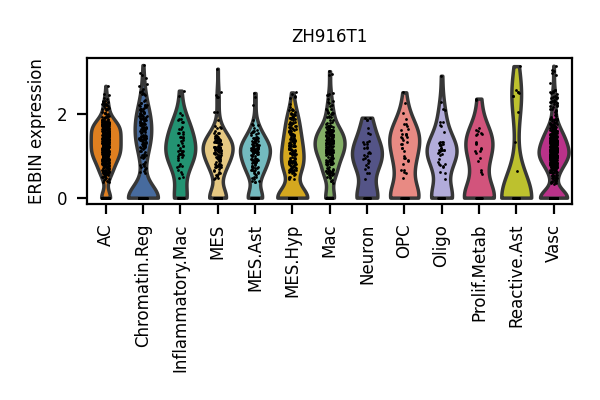 ZH916T1
ERBIN expression
2
0
AC
Chromatin.Reg
Inflammatory.Mac
MES
MES.Ast
MES.Hyp
Mac
Neuron
OPC
Oligo
Prolif.Metab
Reactive.Ast
Vasc